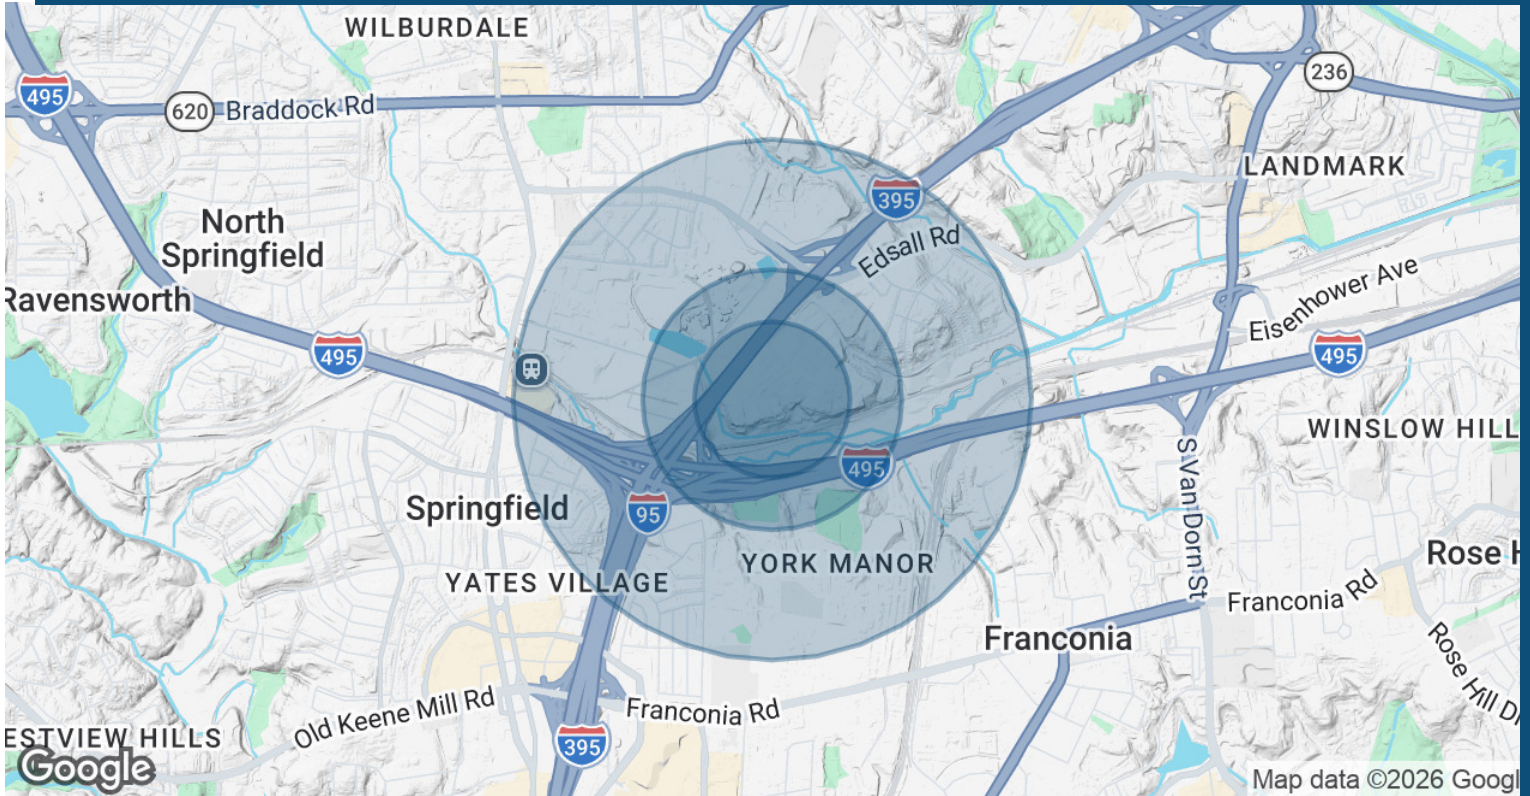 WILBURDALE
495
620
Braddock Rd
236
LANDMARK
395
North
Springfield
Edsall Rd
Ravensworth
Eisenhower Ave
495
495
WINSLOW HILL
495
S Van Dorn St
Springfield
95
YORK MANOR
Rose H
YATES VILLAGE
Franconia Rd
Franconia
Rose Hill D
Old Keene Mill Rd
Franconia Rd
395
ESTVIEW HILLS
Google
Map data ©2026 Googl